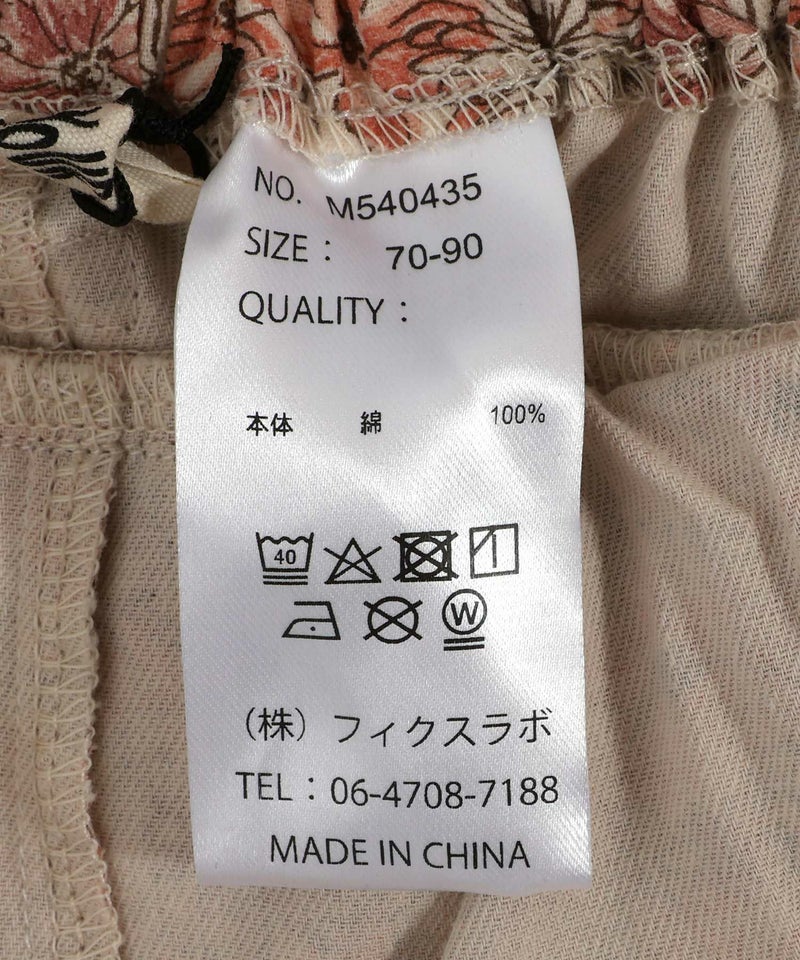 NO. M540435
SIZE： 70-90
QUALITY：
本体 綿 100%
40
W
（株）フィクスラボ
TEL：06-4708-7188
MADE IN CHINA